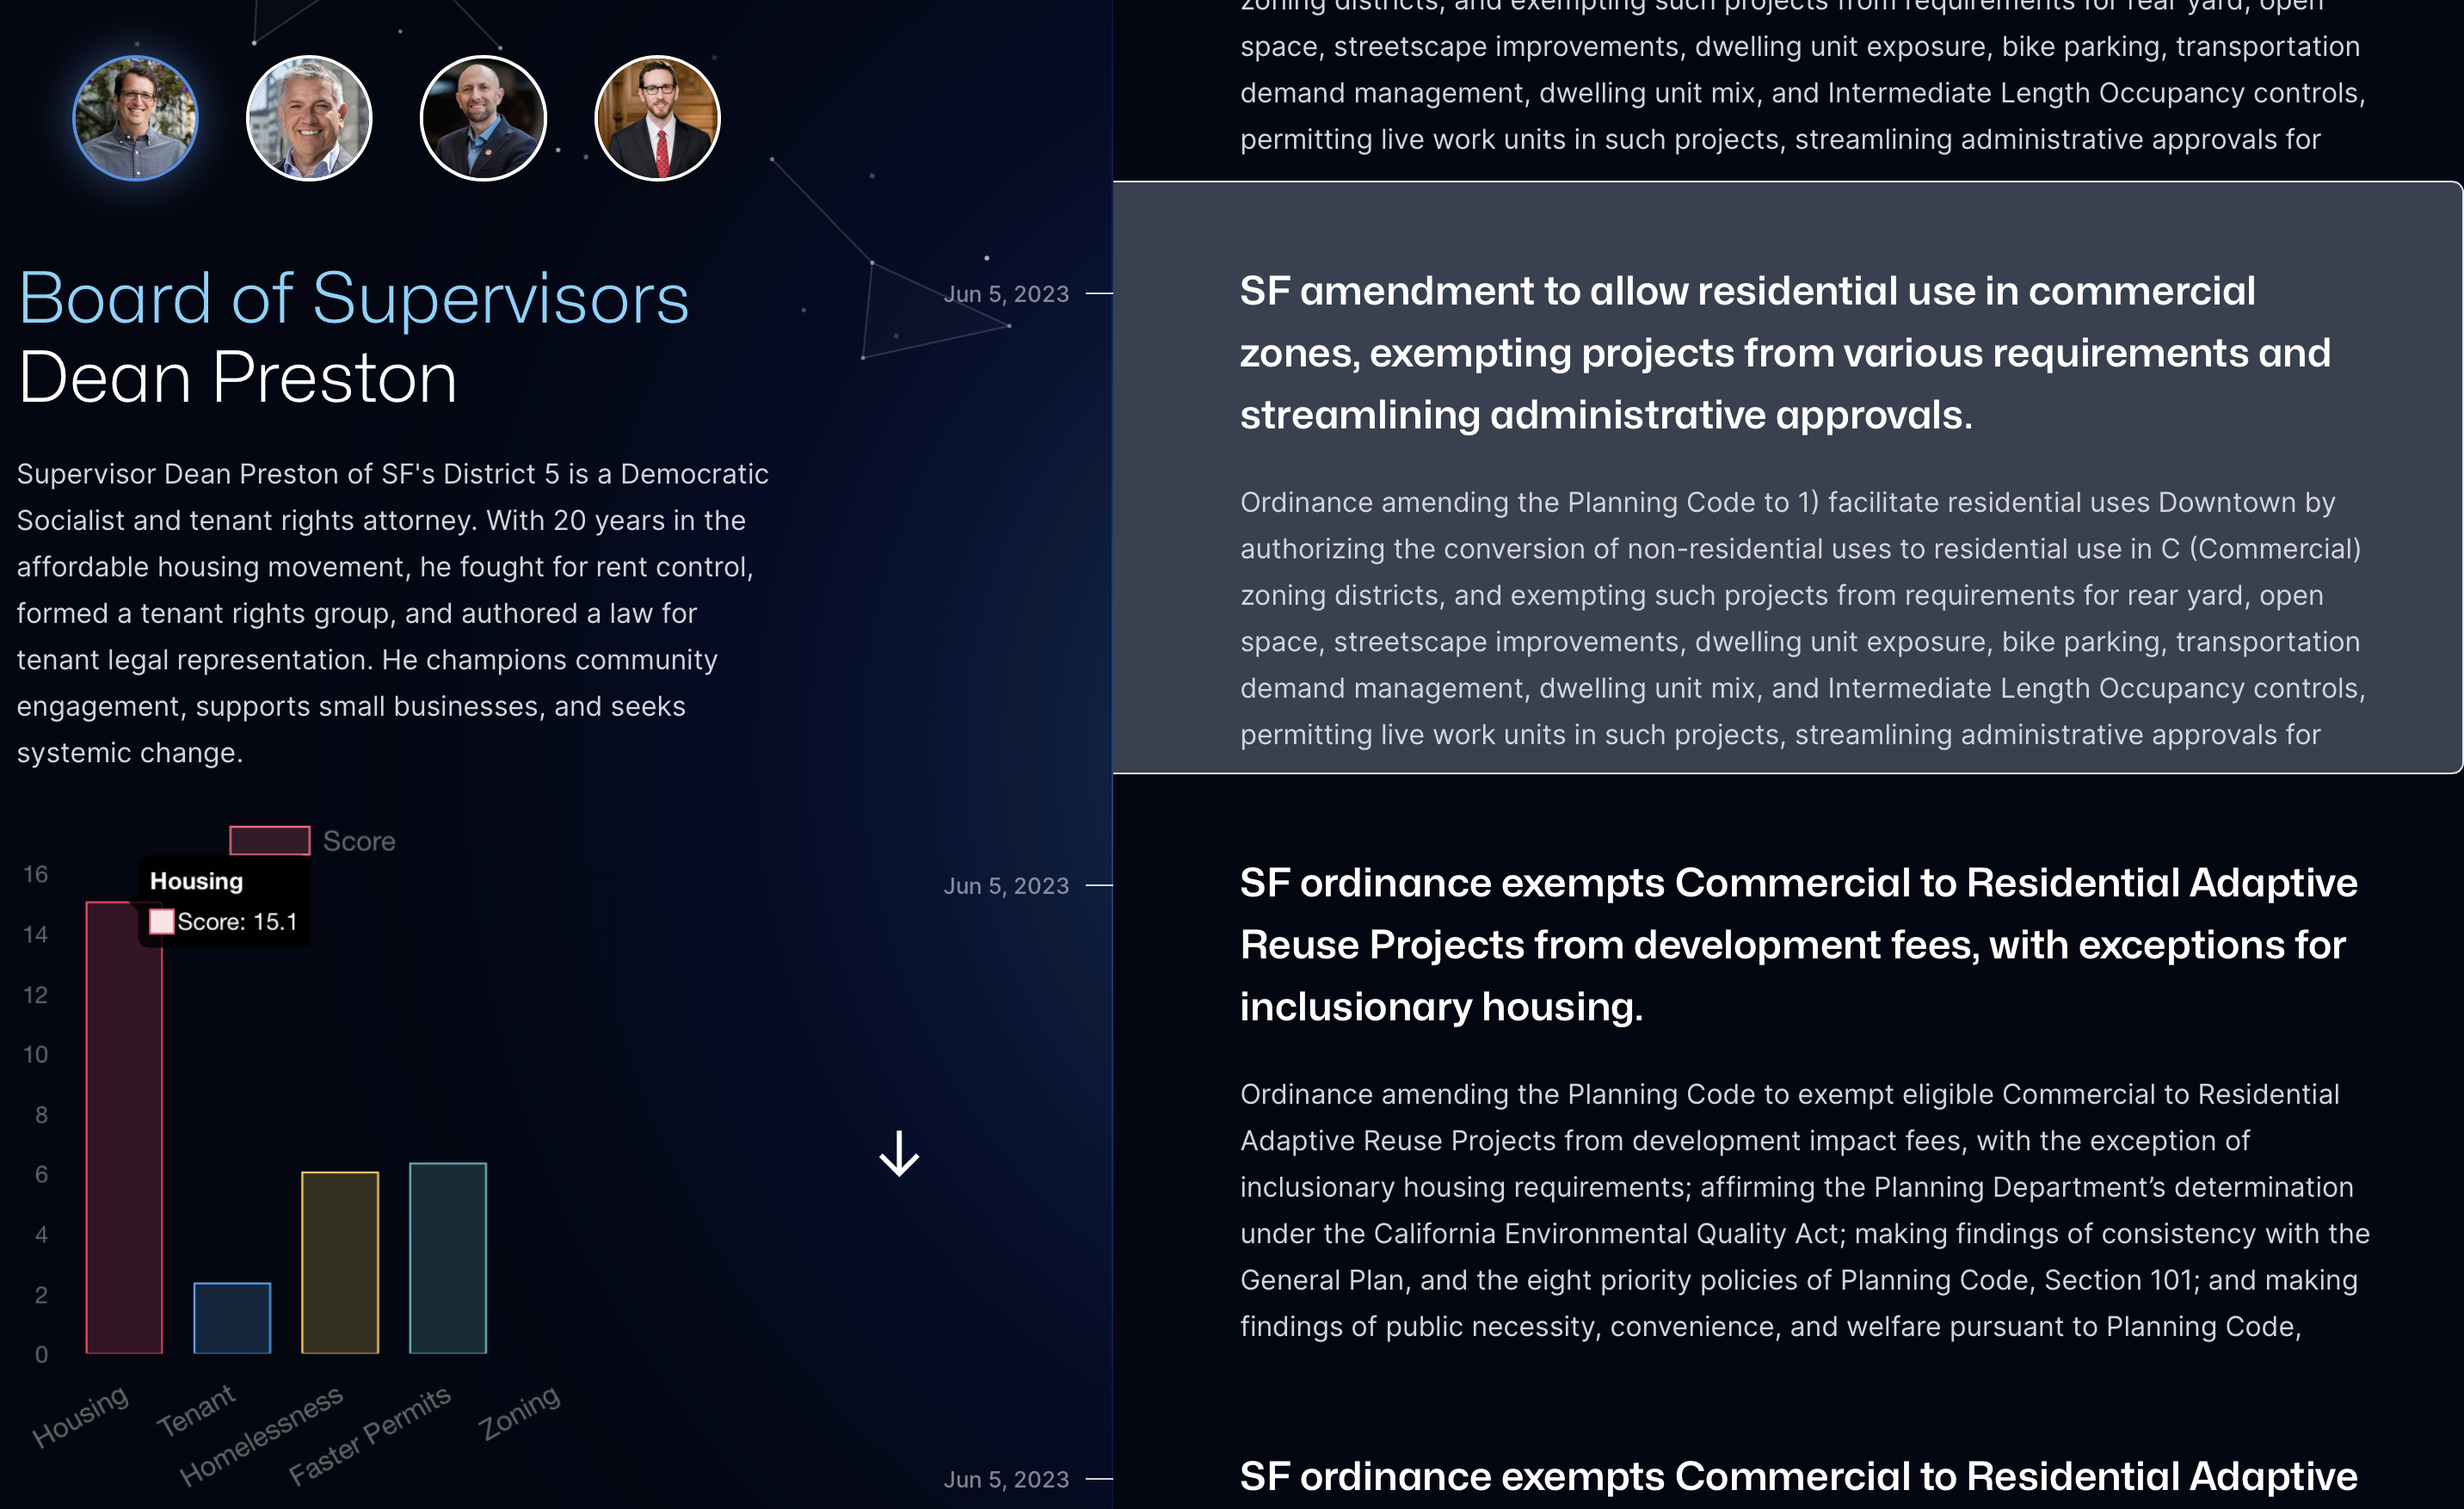 Board of Supervisors
Dean Preston
Supervisor Dean Preston of SF's District 5 is a Democratic
Socialist and tenant rights attorney. With 20 years in the
affordable housing movement, he fought for rent control,
formed a tenant rights group, and authored a law for
tenant legal representation. He champions community
engagement, supports small businesses, and seeks
systemic change.
Score
16
14
12
10
8
6
4
2
0
Housing
Score: 15.1
Housing
Tenant
Homelessness
Faster Permits
Zoning
zoning districts, and exempting such projects from requirements for rear yard, open
space, streetscape improvements, dwelling unit exposure, bike parking, transportation
demand management, dwelling unit mix, and Intermediate Length Occupancy controls,
permitting live work units in such projects, streamlining administrative approvals for
Jun 5, 2023
SF amendment to allow residential use in commercial
zones, exempting projects from various requirements and
streamlining administrative approvals.
Ordinance amending the Planning Code to 1) facilitate residential uses Downtown by
authorizing the conversion of non-residential uses to residential use in C (Commercial)
zoning districts, and exempting such projects from requirements for rear yard, open
space, streetscape improvements, dwelling unit exposure, bike parking, transportation
demand management, dwelling unit mix, and Intermediate Length Occupancy controls,
permitting live work units in such projects, streamlining administrative approvals for
Jun 5, 2023
SF ordinance exempts Commercial to Residential Adaptive
Reuse Projects from development fees, with exceptions for
inclusionary housing.
Ordinance amending the Planning Code to exempt eligible Commercial to Residential
Adaptive Reuse Projects from development impact fees, with the exception of
inclusionary housing requirements; affirming the Planning Department’s determination
under the California Environmental Quality Act; making findings of consistency with the
General Plan, and the eight priority policies of Planning Code, Section 101; and making
findings of public necessity, convenience, and welfare pursuant to Planning Code,
Jun 5, 2023
SF ordinance exempts Commercial to Residential Adaptive